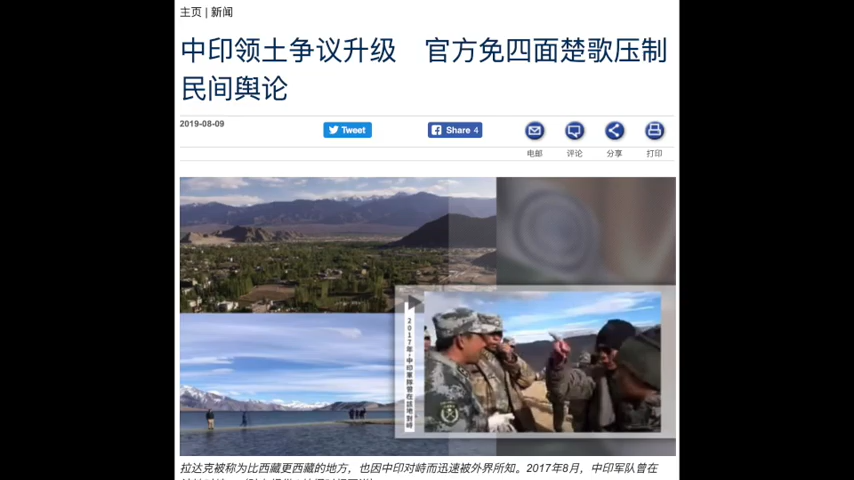 主页 | 新闻
中印领土争议升级 官方免四面楚歌压制
民间舆论
2019-08-09
Tweet
Share 4
电邮 评论 分享 打印
2017年,中印军队曾在该地对峙
拉达克被称为比西藏更西藏的地方，也因中印对峙而迅速被外界所知。2017年8月，中印军队曾在